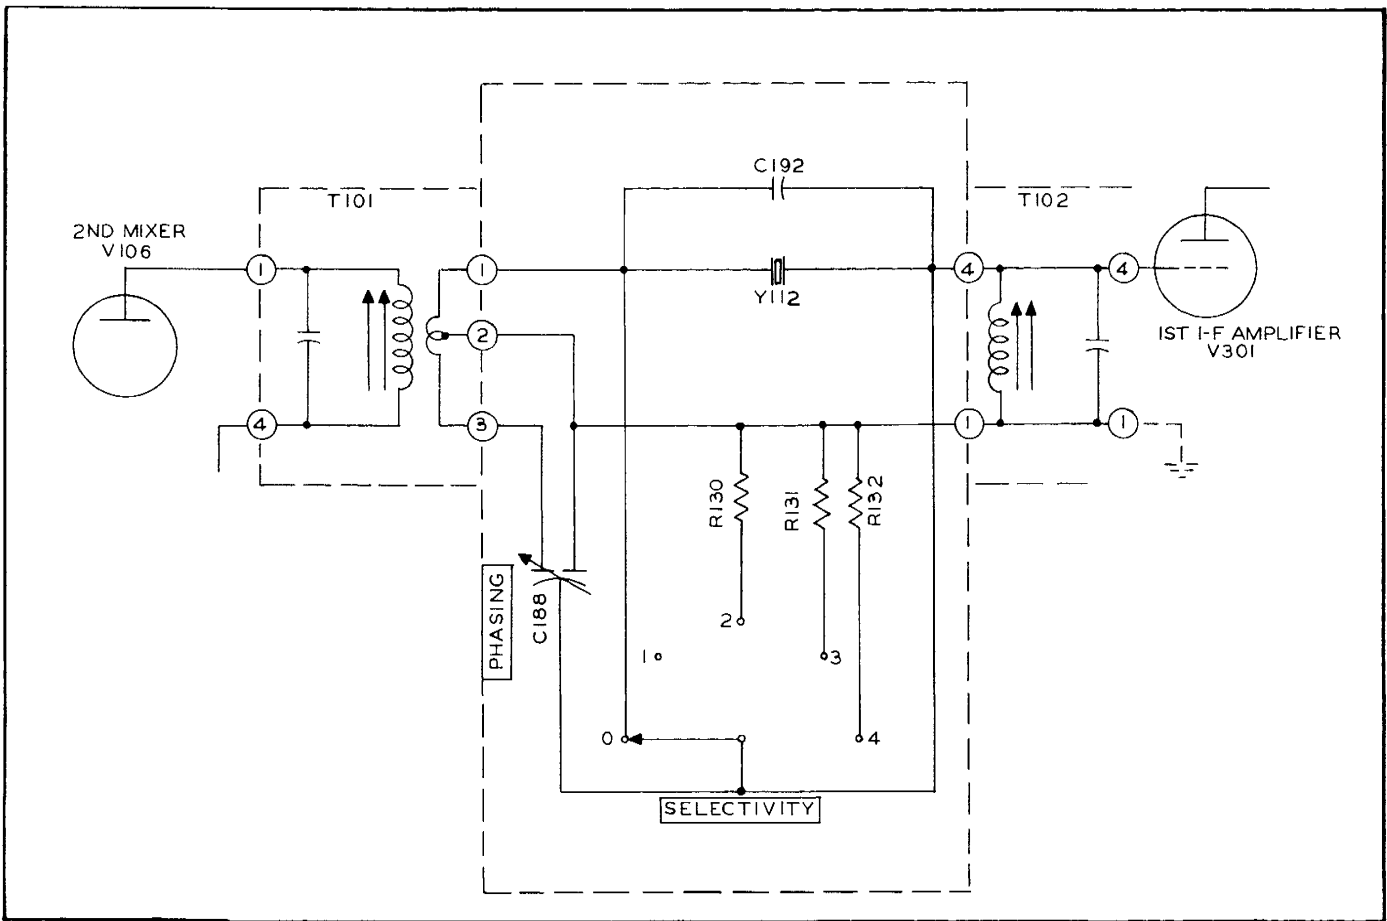 C192
T101
T102
2ND MIXER
V106
1
1
4
4
Y112
1ST I-F AMPLIFIER
V301
2
4
3
1
1
R130
R131
R132
PHASING
C188
2
1
3
0
4
SELECTIVITY